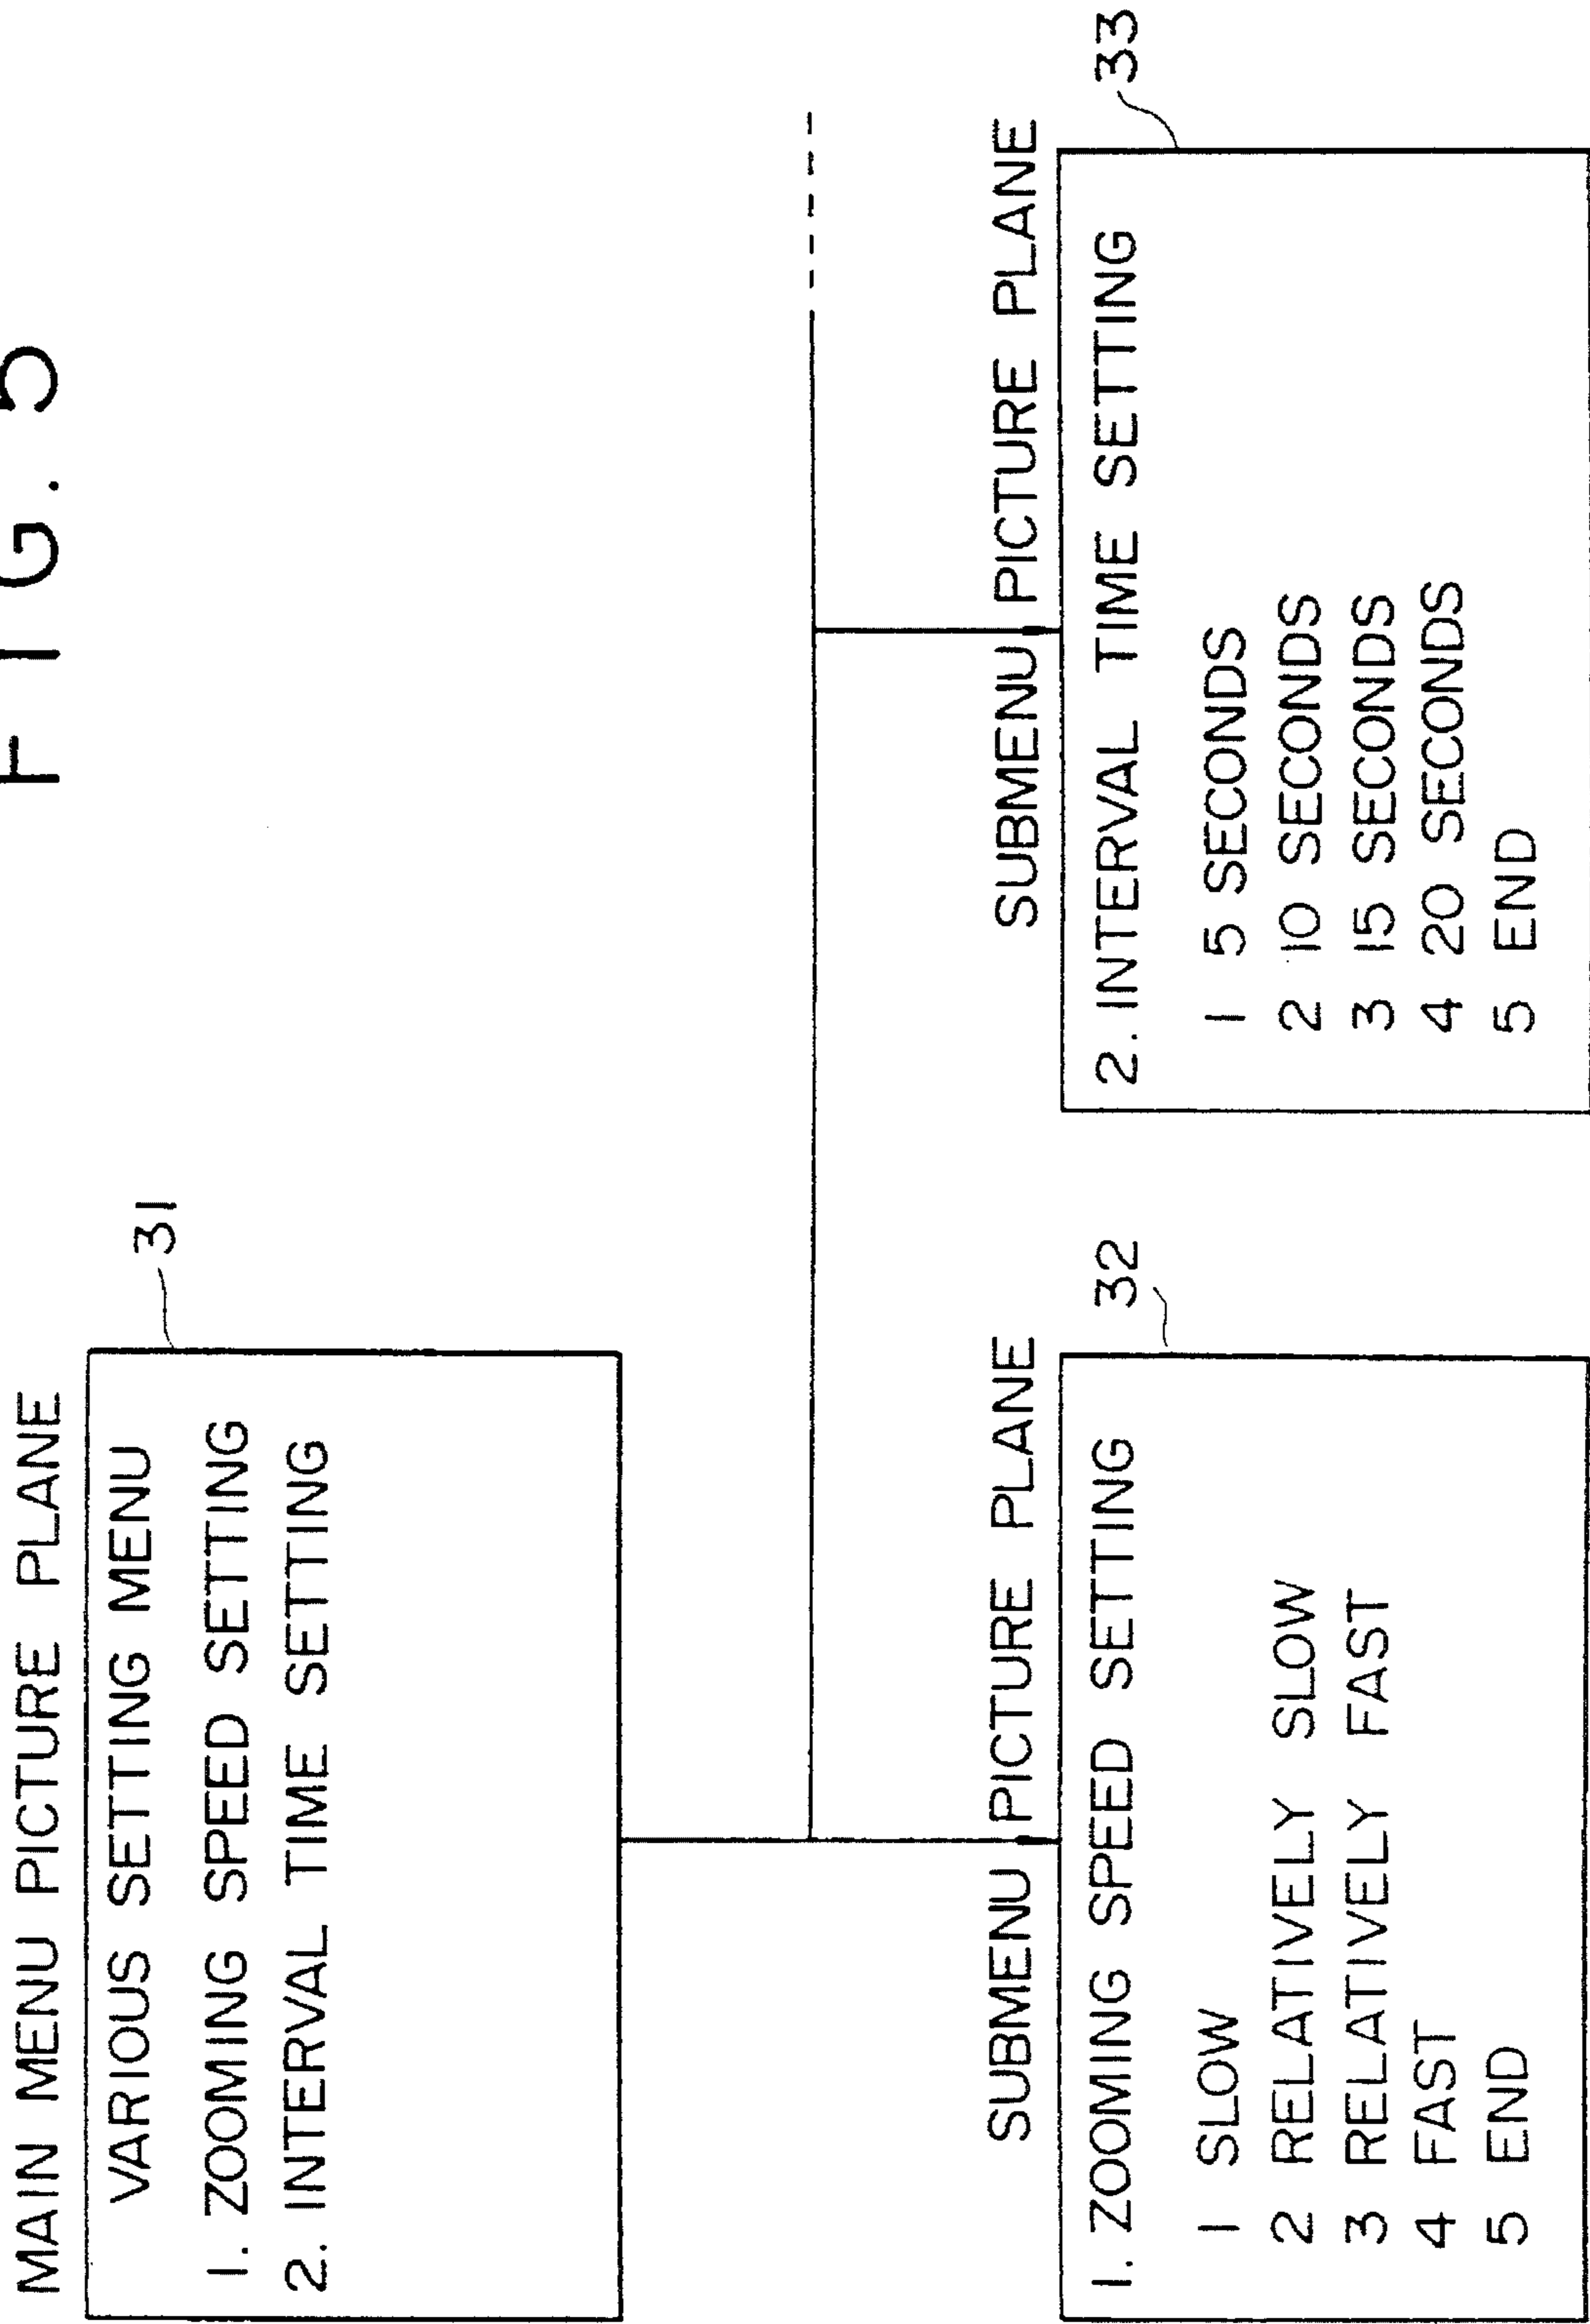 FIG. 5
MAIN MENU PICTURE PLANE
VARIOUS SETTING MENU
1. ZOOMING SPEED SETTING
2. INTERVAL TIME SETTING
31
SUBMENU PICTURE PLANE
32
1. ZOOMING SPEED SETTING
1 SLOW
2 RELATIVELY SLOW
3 RELATIVELY FAST
4 FAST
5 END
SUBMENU PICTURE PLANE
33
2. INTERVAL TIME SETTING
1 5 SECONDS
2 10 SECONDS
3 15 SECONDS
4 20 SECONDS
5 END